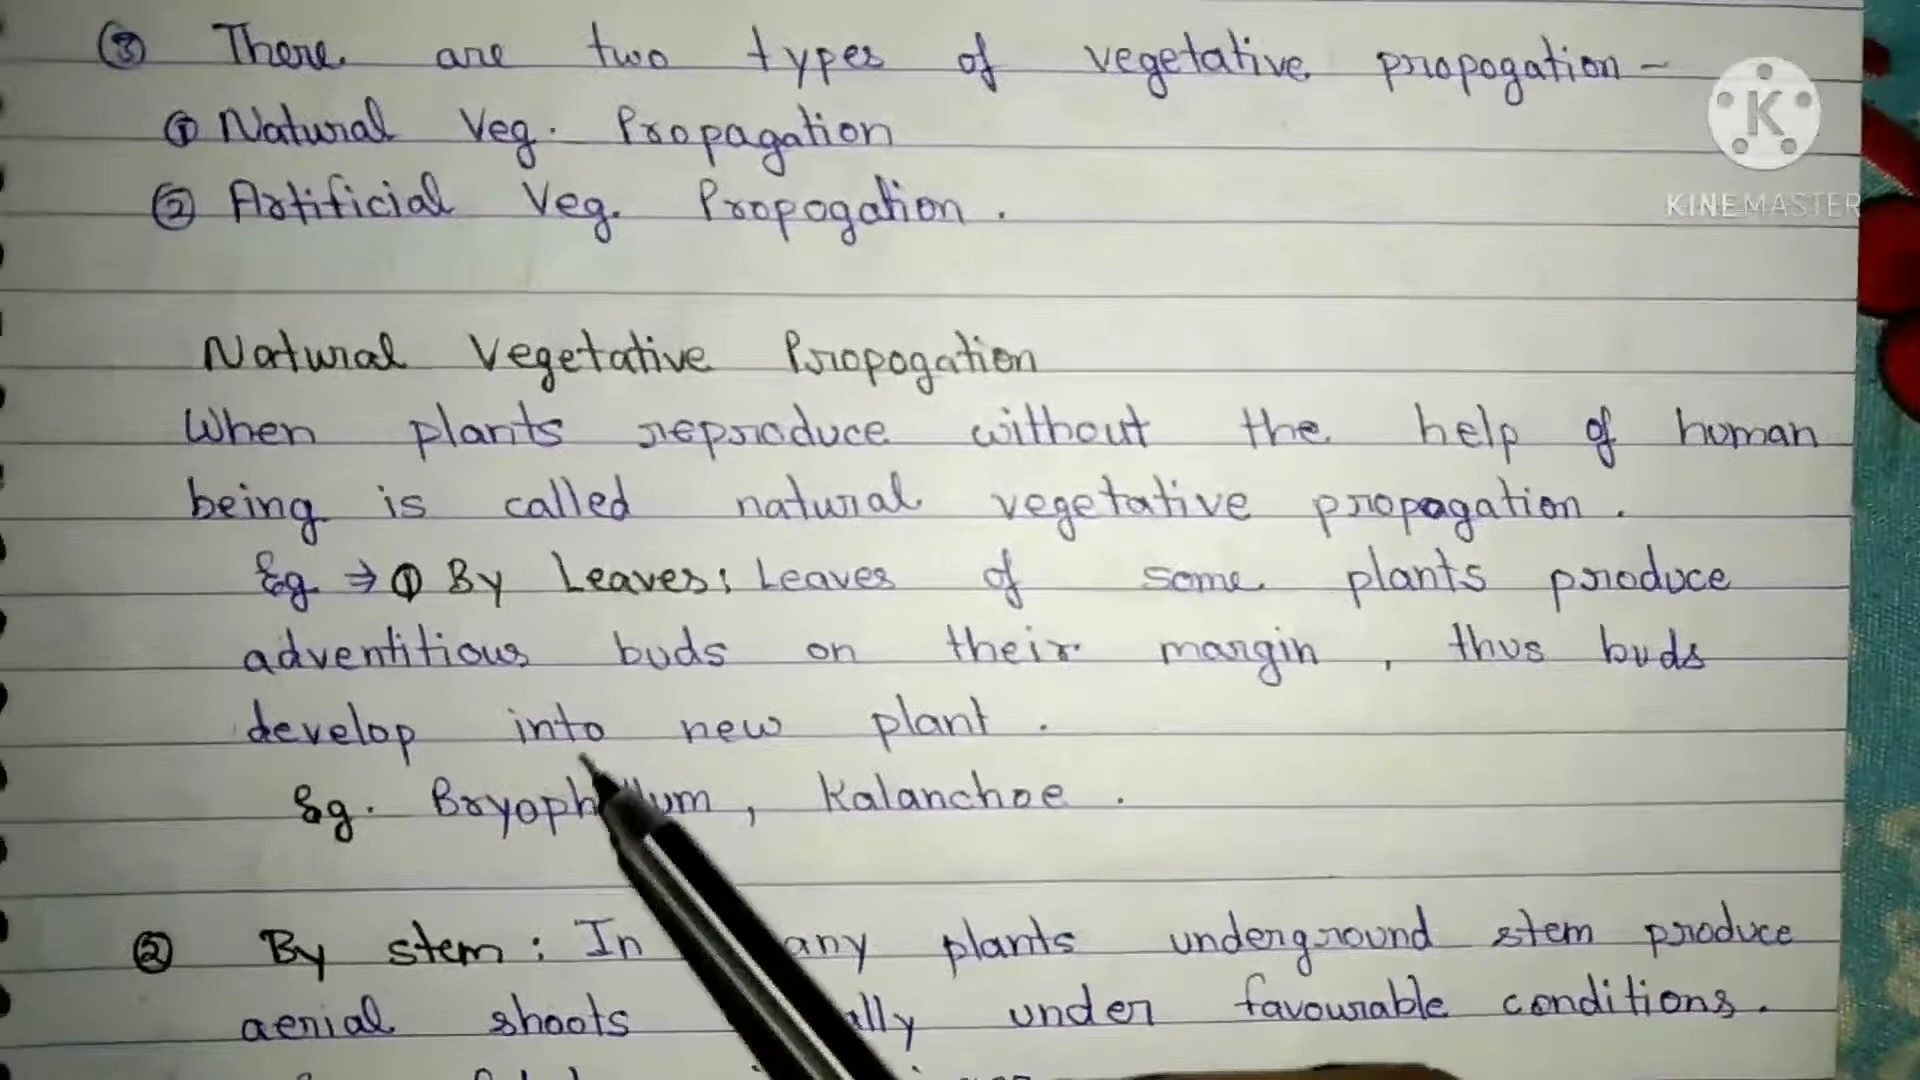 ③ There are two types of vegetative propogation -
① Natural Veg. Propagation
② Artificial Veg. Propogation.
K
KINEMASTER
Natural Vegetative Propogation
When plants reproduce without the help of human
being is called natural vegetative propagation.
Eg ⇒ ① By Leaves: Leaves of some plants produce
adventitious buds on their margin, thus buds
develop into new plant.
Eg. Kalanchoe.
② By stem: In plants underground stem produce
aerial shoots under favourable conditions.